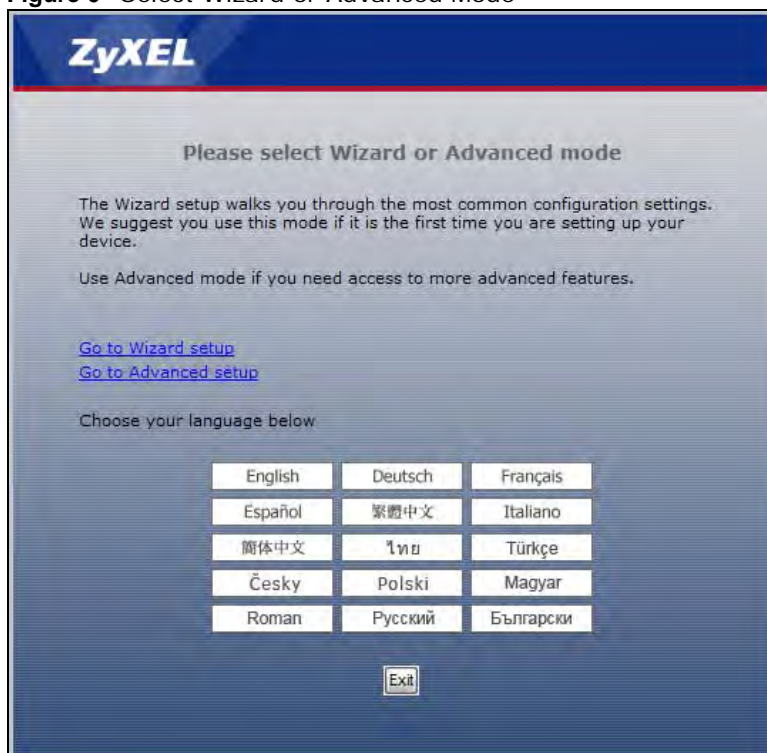 Figure 5 Select Wizard or Advanced Mode
ZyXEL
Please select Wizard or Advanced mode
The Wizard setup walks you through the most common configuration settings.
We suggest you use this mode if it is the first time you are setting up your
device.
Use Advanced mode if you need access to more advanced features.
Go to Wizard setup
Go to Advanced setup
Choose your language below
English Deutsch Français
Español 繁體中文 Italiano
簡体中文 ไทย Türkçe
Česky Polski Magyar
Roman Русский Български
Exit